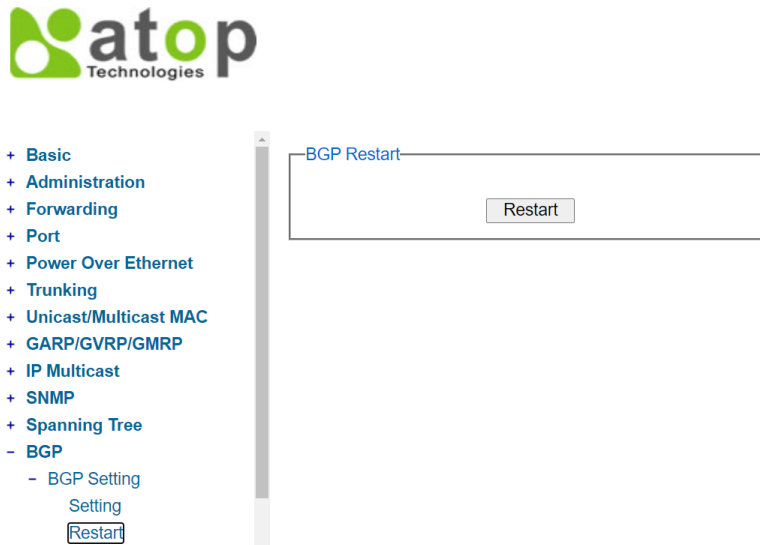 atop
Technologies
+ Basic
+ Administration
+ Forwarding
+ Port
+ Power Over Ethernet
+ Trunking
+ Unicast/Multicast MAC
+ GARP/GVRP/GMRP
+ IP Multicast
+ SNMP
+ Spanning Tree
− BGP
− BGP Setting
Setting
Restart
BGP Restart
Restart